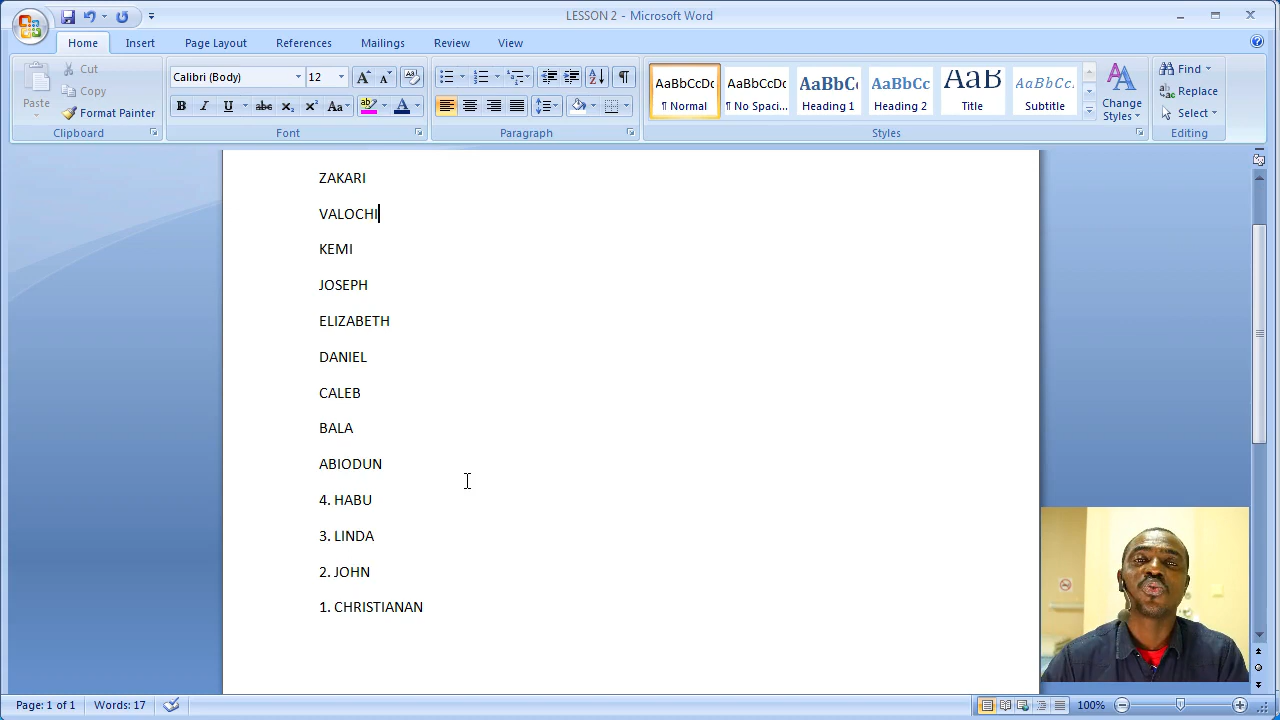 LESSON 2 - Microsoft Word
Home Insert Page Layout References Mailings Review View
Paste
Cut
Copy
Format Painter
Clipboard
Calibri (Body) 12
Font
Paragraph
AaBbCcDc AaBbCcDc AaBbC AaBbCc AaB AaBbCc.
¶ Normal ¶ No Spaci... Heading 1 Heading 2 Title Subtitle
Change Styles
Styles
Find
Replace
Select
Editing
ZAKARI
VALOCHI
KEMI
JOSEPH
ELIZABETH
DANIEL
CALEB
BALA
ABIODUN
4. HABU
3. LINDA
2. JOHN
1. CHRISTIANAN
Page: 1 of 1 Words: 17 100%